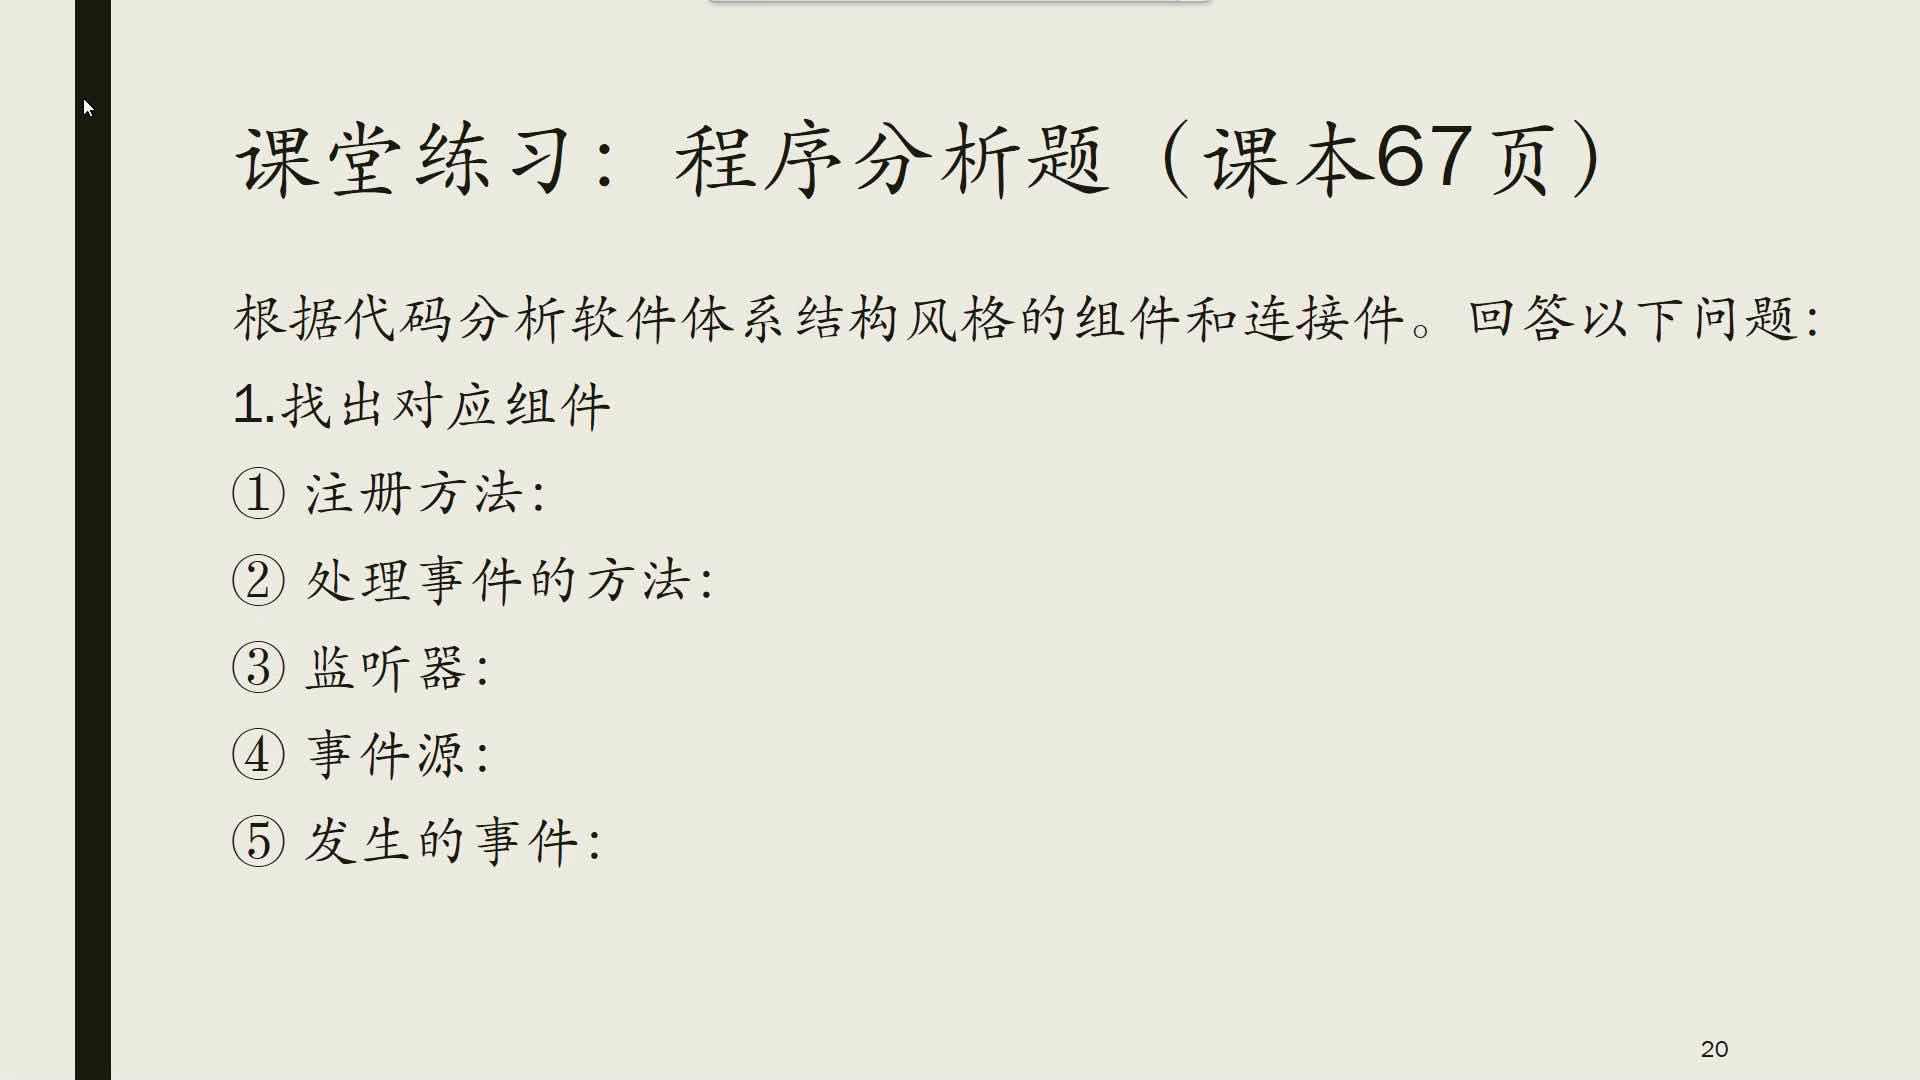 课堂练习：程序分析题（课本67页）
根据代码分析软件体系结构风格的组件和连接件。回答以下问题：
1.找出对应组件
① 注册方法：
② 处理事件的方法：
③ 监听器：
④ 事件源：
⑤ 发生的事件：
20